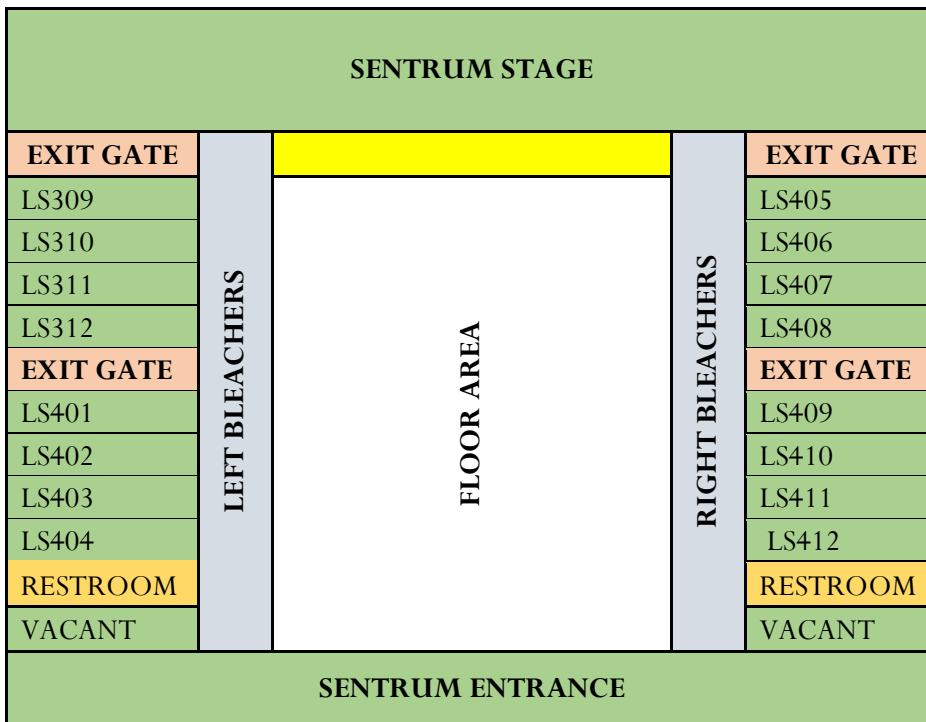 SENTRUM STAGE
EXIT GATE
LS309
LS310
LS311
LS312
EXIT GATE
LS401
LS402
LS403
LS404
RESTROOM
VACANT
LEFT BLEACHERS
FLOOR AREA
RIGHT BLEACHERS
EXIT GATE
LS405
LS406
LS407
LS408
EXIT GATE
LS409
LS410
LS411
LS412
RESTROOM
VACANT
SENTRUM ENTRANCE